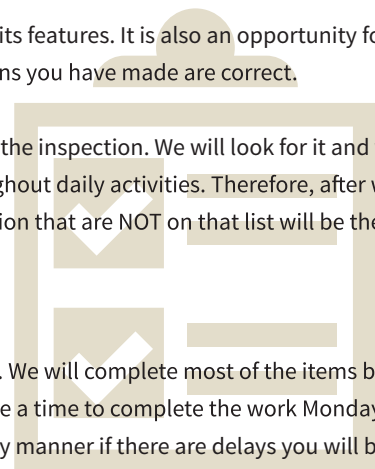 its features. It is also an opportunity fo
ns you have made are correct.
the inspection. We will look for it and
ghout daily activities. Therefore, after w
ion that are NOT on that list will be the
. We will complete most of the items b
e a time to complete the work Monday
y manner if there are delays you will b